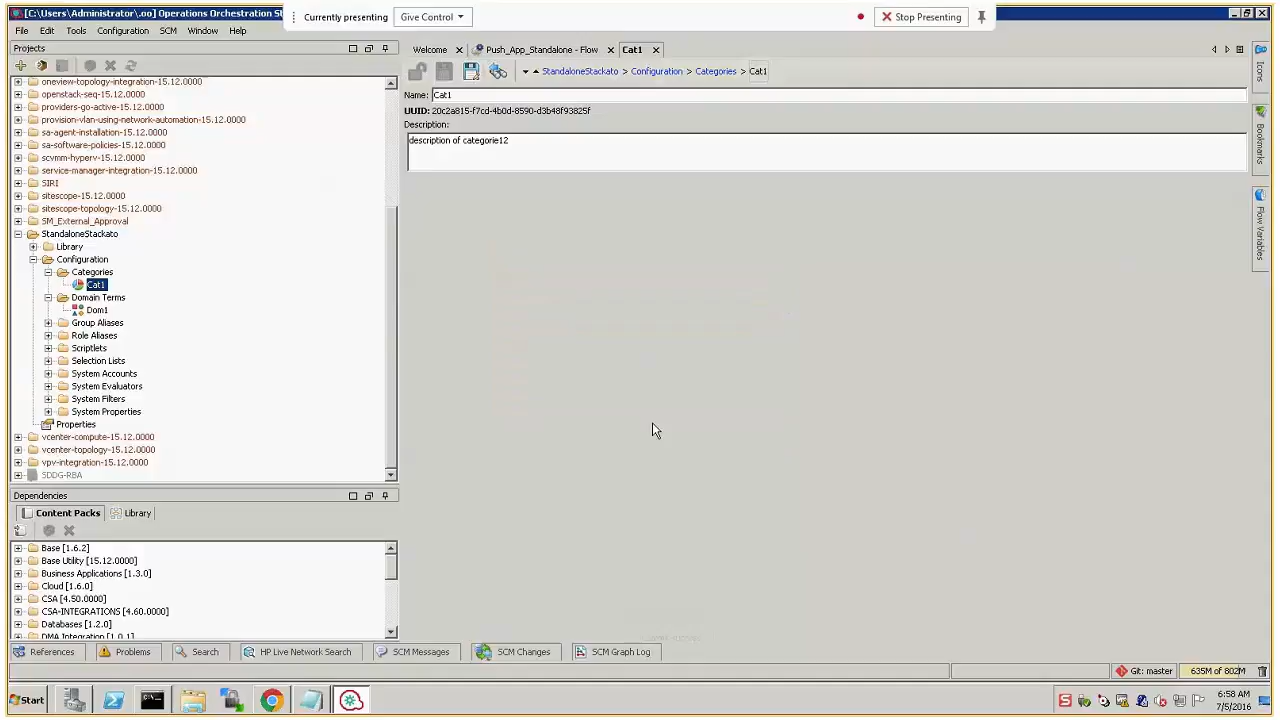 [C:\Users\Administrator\.oo] Operations Orchestration St
Currently presenting
Give Control
Stop Presenting
File Edit Tools Configuration SCM Window Help
Projects
oneview-topology-integration-15.12.0000
openstack-seq-15.12.0000
providers-go-active-15.12.0000
provision-vlan-using-network-automation-15.12.0000
sa-agent-installation-15.12.0000
sa-software-policies-15.12.0000
scvmm-hyperv-15.12.0000
service-manager-integration-15.12.0000
SIRI
sitescope-15.12.0000
sitescope-topology-15.12.0000
SM_External_Approval
StandaloneStackato
Library
Configuration
Categories
Cat1
Domain Terms
Dom1
Group Aliases
Role Aliases
Scriptlets
Selection Lists
System Accounts
System Evaluators
System Filters
System Properties
Properties
vcenter-compute-15.12.0000
vcenter-topology-15.12.0000
vpv-integration-15.12.0000
SDDG-RBA
Dependencies
Content Packs Library
Base [1.6.2]
Base Utility [15.12.0000]
Business Applications [1.3.0]
Cloud [1.6.0]
CSA [4.50.0000]
CSA-INTEGRATIONS [4.60.0000]
Databases [1.2.0]
DMA Integration [1.0.1]
Welcome Push_App_Standalone - Flow Cat1
StandaloneStackato > Configuration > Categories > Cat1
Name: Cat1
UUID: 20c2a815-f7cd-4b0d-8590-d3b48f93825f
Description:
description of categorie12
Icons
Bookmarks
Flow Variables
References Problems Search HP Live Network Search SCM Messages SCM Changes SCM Graph Log
Git: master 635M of 802M
Start
6:58 AM
7/5/2016